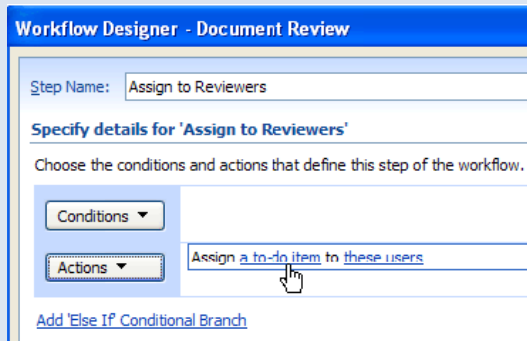 Workflow Designer - Document Review
Step Name: Assign to Reviewers
Specify details for 'Assign to Reviewers'
Choose the conditions and actions that define this step of the workflow.
Conditions
Actions
Assign a to-do item to these users
Add 'Else If' Conditional Branch